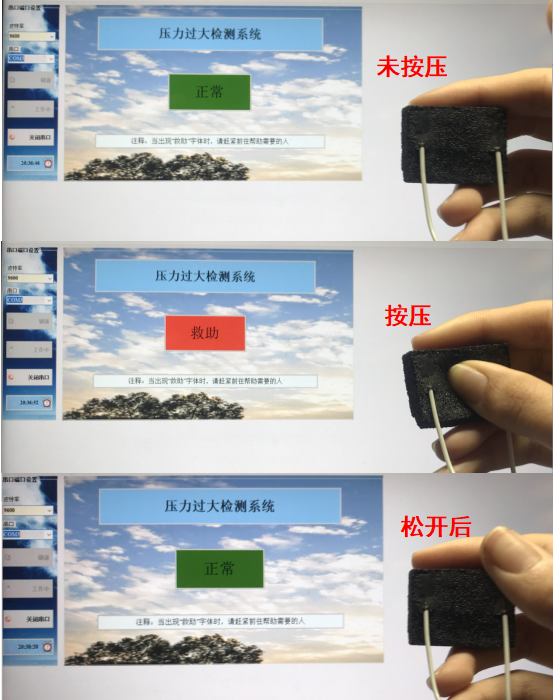 串口端口设置
波特率
9600
串口
COM3
关闭串口
20:36:46
压力过大检测系统
正常
注释:当出现“救助”字体时,请赶紧前往帮助需要的人
未按压
串口端口设置
波特率
9600
串口
关闭串口
20:36:52
压力过大检测系统
救助
注释:当出现“救助”字体时,请赶紧前往帮助需要的人
按压
串口端口设置
波特率
9600
串口
关闭串口
压力过大检测系统
正常
注释:当出现“救助”字体时,请赶紧前往帮助需要的人
松开后